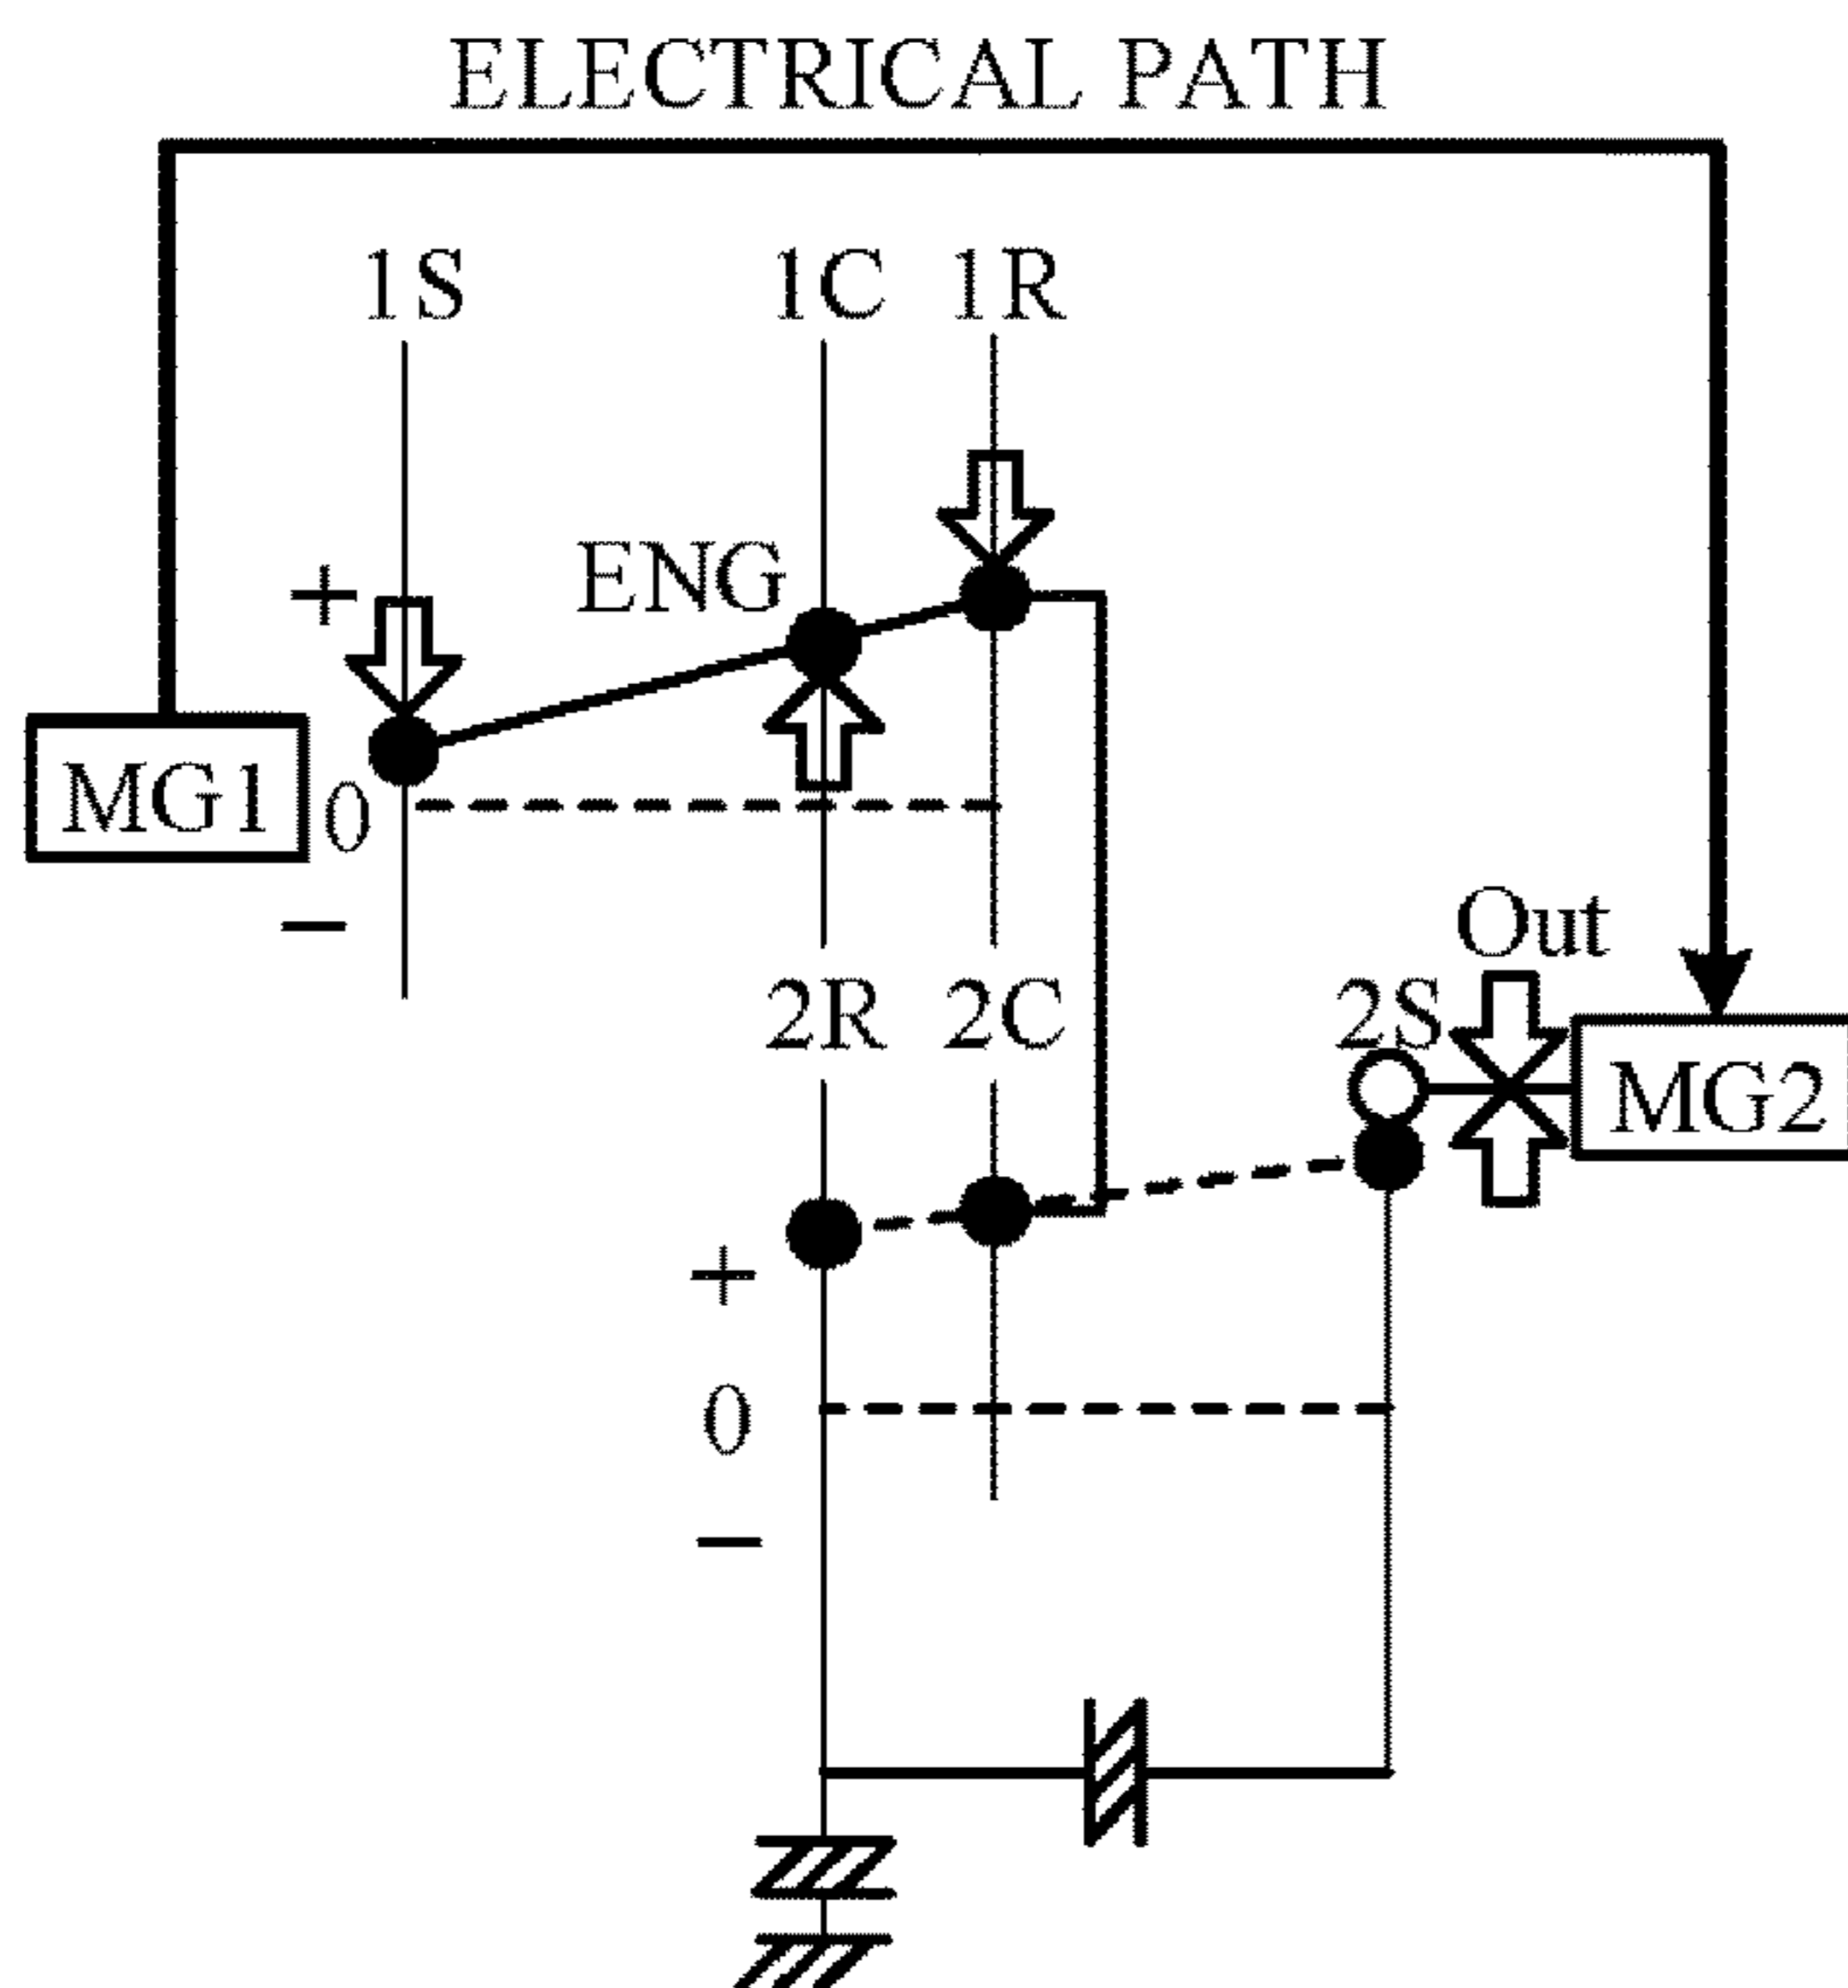 ELECTRICAL PATH
1S 1C 1R
ENG
+
MG1 0
−
Out
2R 2C 2S
MG2
+
0
−